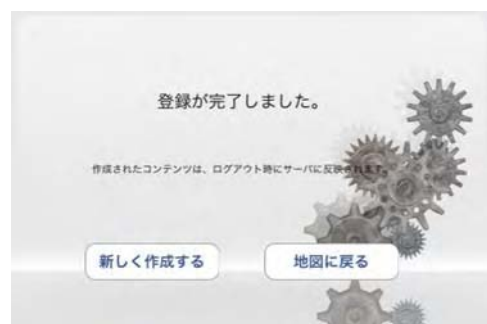 登録が完了しました。
作成されたコンテンツは、ログアウト時にサーバに反映されます。
新しく作成する
地図に戻る